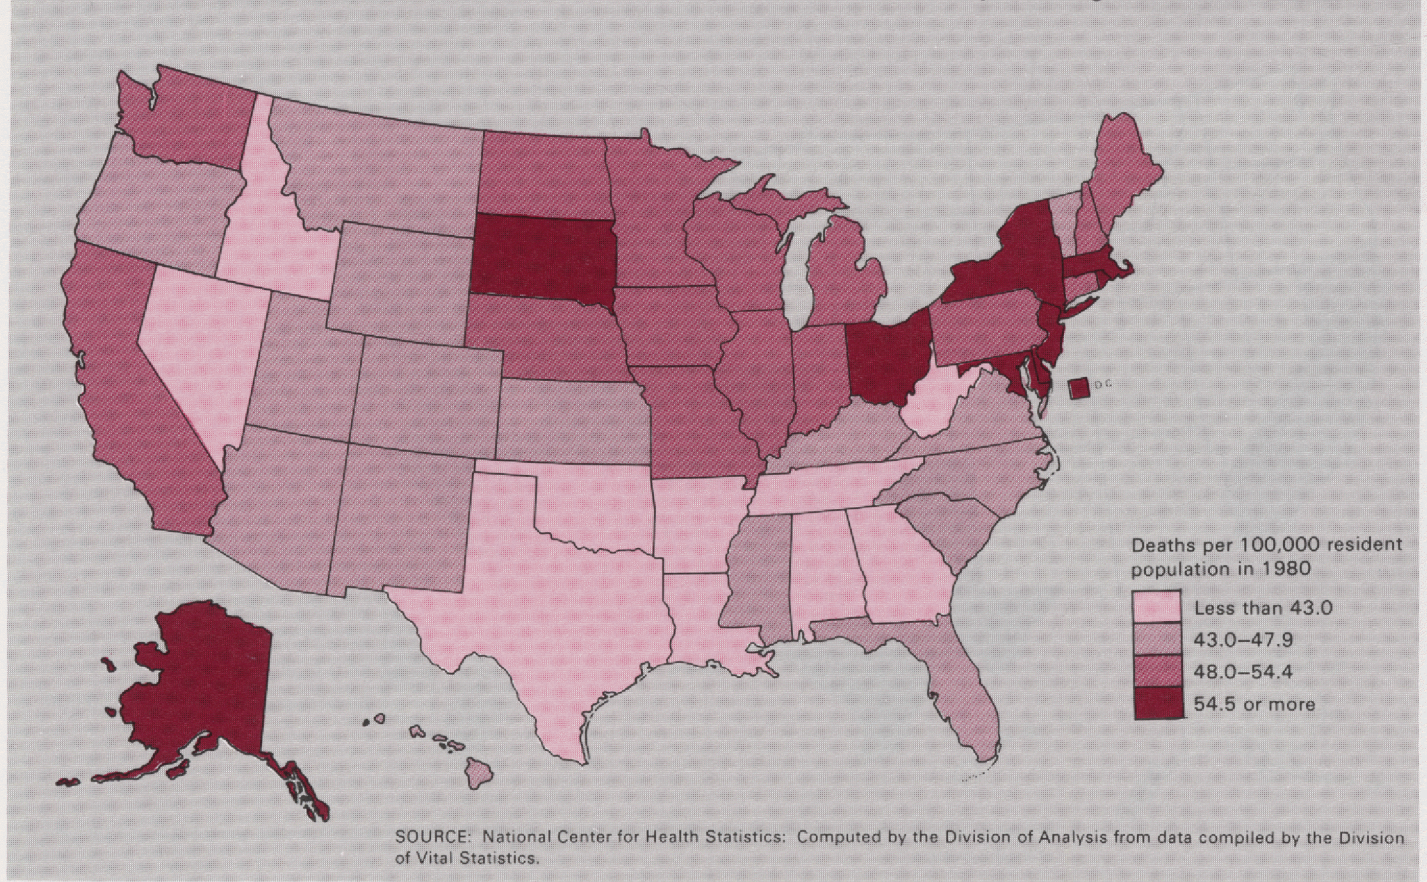 DC
Deaths per 100,000 resident
population in 1980
Less than 43.0
43.0–47.9
48.0–54.4
54.5 or more
SOURCE: National Center for Health Statistics: Computed by the Division of Analysis from data compiled by the Division
of Vital Statistics.